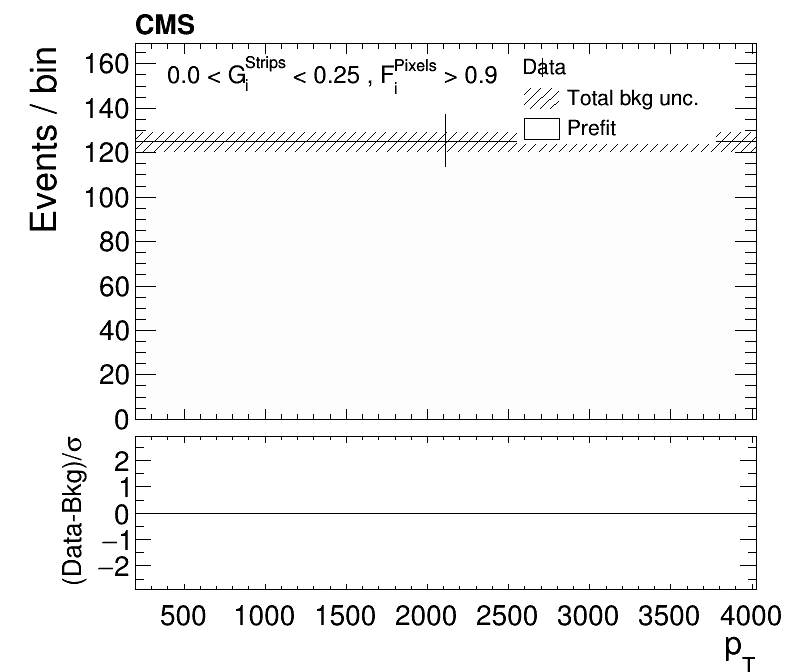 CMS
0.0 < G_i^Strips < 0.25 , F_i^Pixels > 0.9
Data
Total bkg unc.
Prefit
Events / bin
160
140
120
100
80
60
40
20
0
(Data-Bkg)/σ
2
1
0
−1
−2
500 1000 1500 2000 2500 3000 3500 4000
p_T